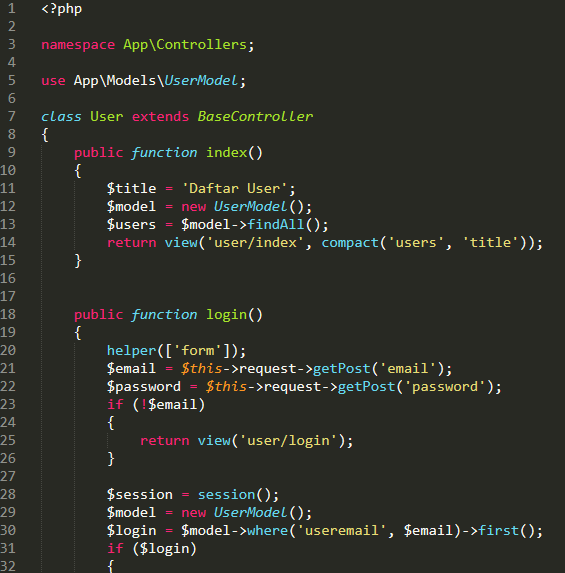 1 <?php
2
3 namespace App\Controllers;
4
5 use App\Models\UserModel;
6
7 class User extends BaseController
8 {
9     public function index()
10     {
11         $title = 'Daftar User';
12         $model = new UserModel();
13         $users = $model->findAll();
14         return view('user/index', compact('users', 'title'));
15     }
16
17
18     public function login()
19     {
20         helper(['form']);
21         $email = $this->request->getPost('email');
22         $password = $this->request->getPost('password');
23         if (!$email)
24         {
25             return view('user/login');
26         }
27
28         $session = session();
29         $model = new UserModel();
30         $login = $model->where('useremail', $email)->first();
31         if ($login)
32         {